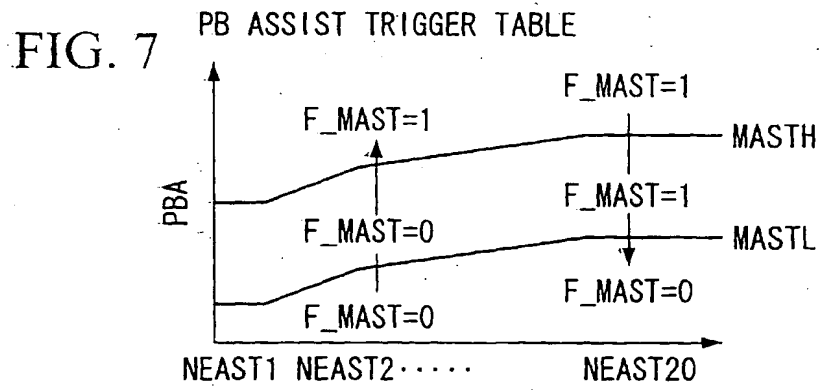 FIG. 7
PB ASSIST TRIGGER TABLE
F_MAST=1
F_MAST=1
MASTH
PBA
F_MAST=1
F_MAST=0
MASTL
F_MAST=0
F_MAST=0
NEAST1 NEAST2 ····· NEAST20